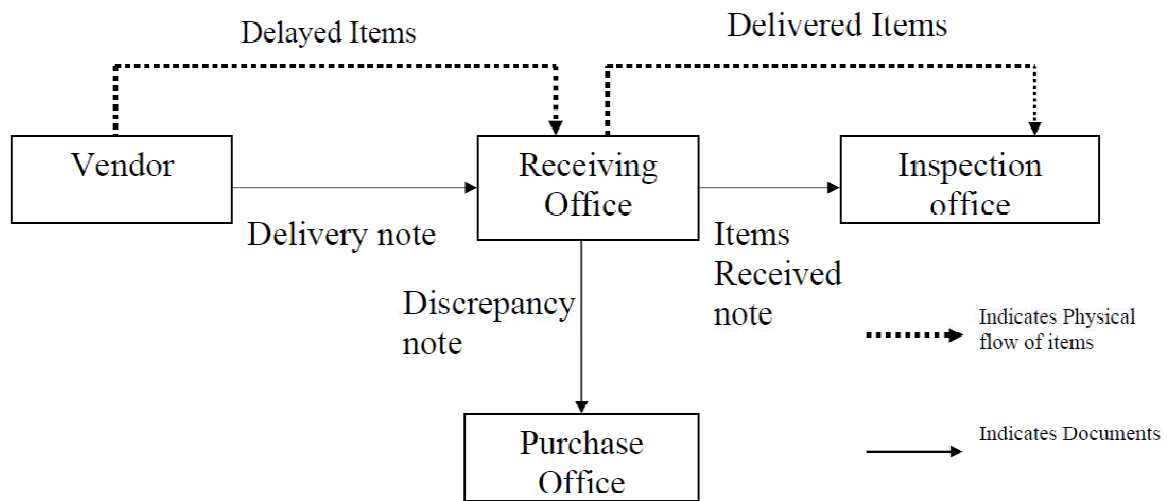 Delayed Items
Delivered Items
Vendor
Receiving
Office
Inspection
office
Delivery note
Items
Received
note
Discrepancy
note
Indicates Physical
flow of items
Purchase
Office
Indicates Documents